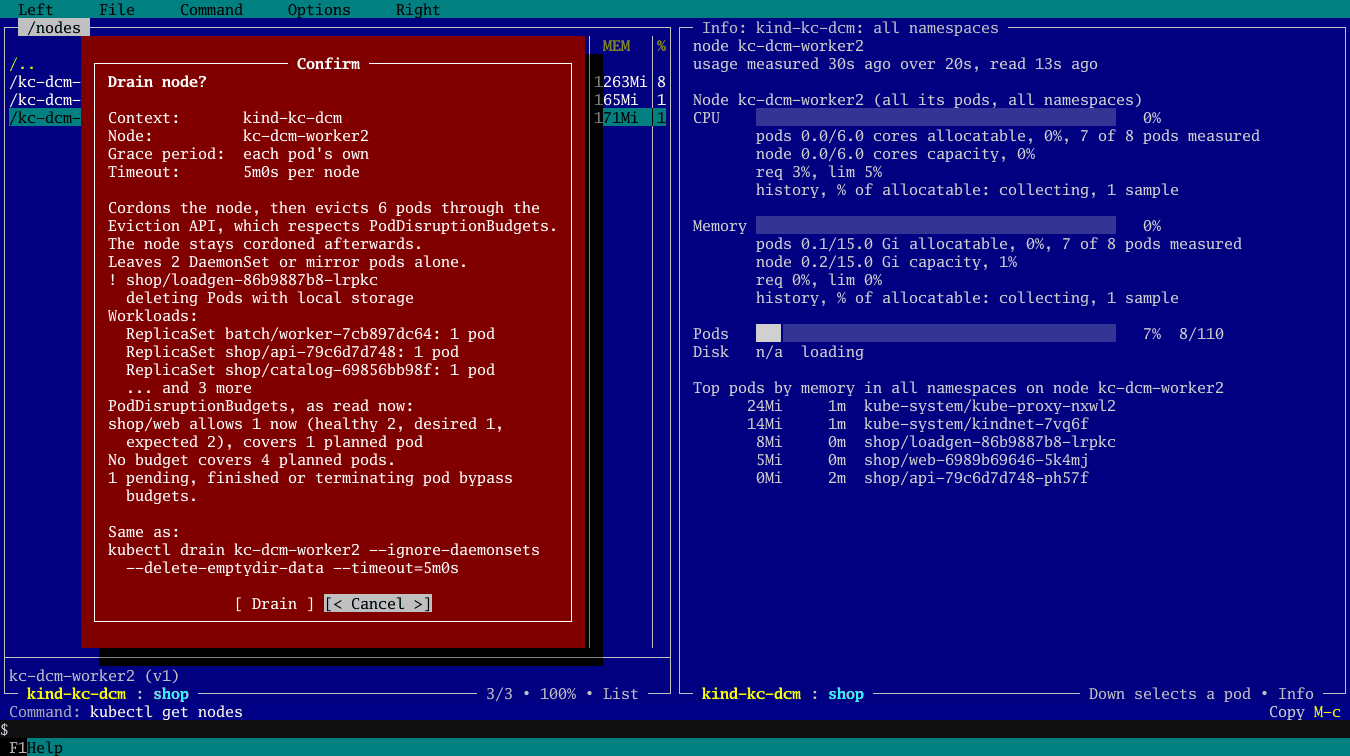 Left File Command Options Right
/nodes
MEM %
/..
/kc-dcm- 1263Mi 8
/kc-dcm- 165Mi 1
/kc-dcm- 171Mi 1
Confirm
Drain node?
Context: kind-kc-dcm
Node: kc-dcm-worker2
Grace period: each pod's own
Timeout: 5m0s per node
Cordons the node, then evicts 6 pods through the
Eviction API, which respects PodDisruptionBudgets.
The node stays cordoned afterwards.
Leaves 2 DaemonSet or mirror pods alone.
! shop/loadgen-86b9887b8-lrpkc
deleting Pods with local storage
Workloads:
ReplicaSet batch/worker-7cb897dc64: 1 pod
ReplicaSet shop/api-79c6d7d748: 1 pod
ReplicaSet shop/catalog-69856bb98f: 1 pod
... and 3 more
PodDisruptionBudgets, as read now:
shop/web allows 1 now (healthy 2, desired 1,
expected 2), covers 1 planned pod
No budget covers 4 planned pods.
1 pending, finished or terminating pod bypass
budgets.
Same as:
kubectl drain kc-dcm-worker2 --ignore-daemonsets
--delete-emptydir-data --timeout=5m0s
[ Drain ] [< Cancel >]
kc-dcm-worker2 (v1)
kind-kc-dcm : shop 3/3 • 100% • List
Info: kind-kc-dcm: all namespaces
node kc-dcm-worker2
usage measured 30s ago over 20s, read 13s ago
Node kc-dcm-worker2 (all its pods, all namespaces)
CPU 0%
pods 0.0/6.0 cores allocatable, 0%, 7 of 8 pods measured
node 0.0/6.0 cores capacity, 0%
req 3%, lim 5%
history, % of allocatable: collecting, 1 sample
Memory 0%
pods 0.1/15.0 Gi allocatable, 0%, 7 of 8 pods measured
node 0.2/15.0 Gi capacity, 1%
req 0%, lim 0%
history, % of allocatable: collecting, 1 sample
Pods 7% 8/110
Disk n/a loading
Top pods by memory in all namespaces on node kc-dcm-worker2
24Mi 1m kube-system/kube-proxy-nxwl2
14Mi 1m kube-system/kindnet-7vq6f
8Mi 0m shop/loadgen-86b9887b8-lrpkc
5Mi 0m shop/web-6989b69646-5k4mj
0Mi 2m shop/api-79c6d7d748-ph57f
kind-kc-dcm : shop Down selects a pod • Info
Command: kubectl get nodes Copy M-c
$
F1Help